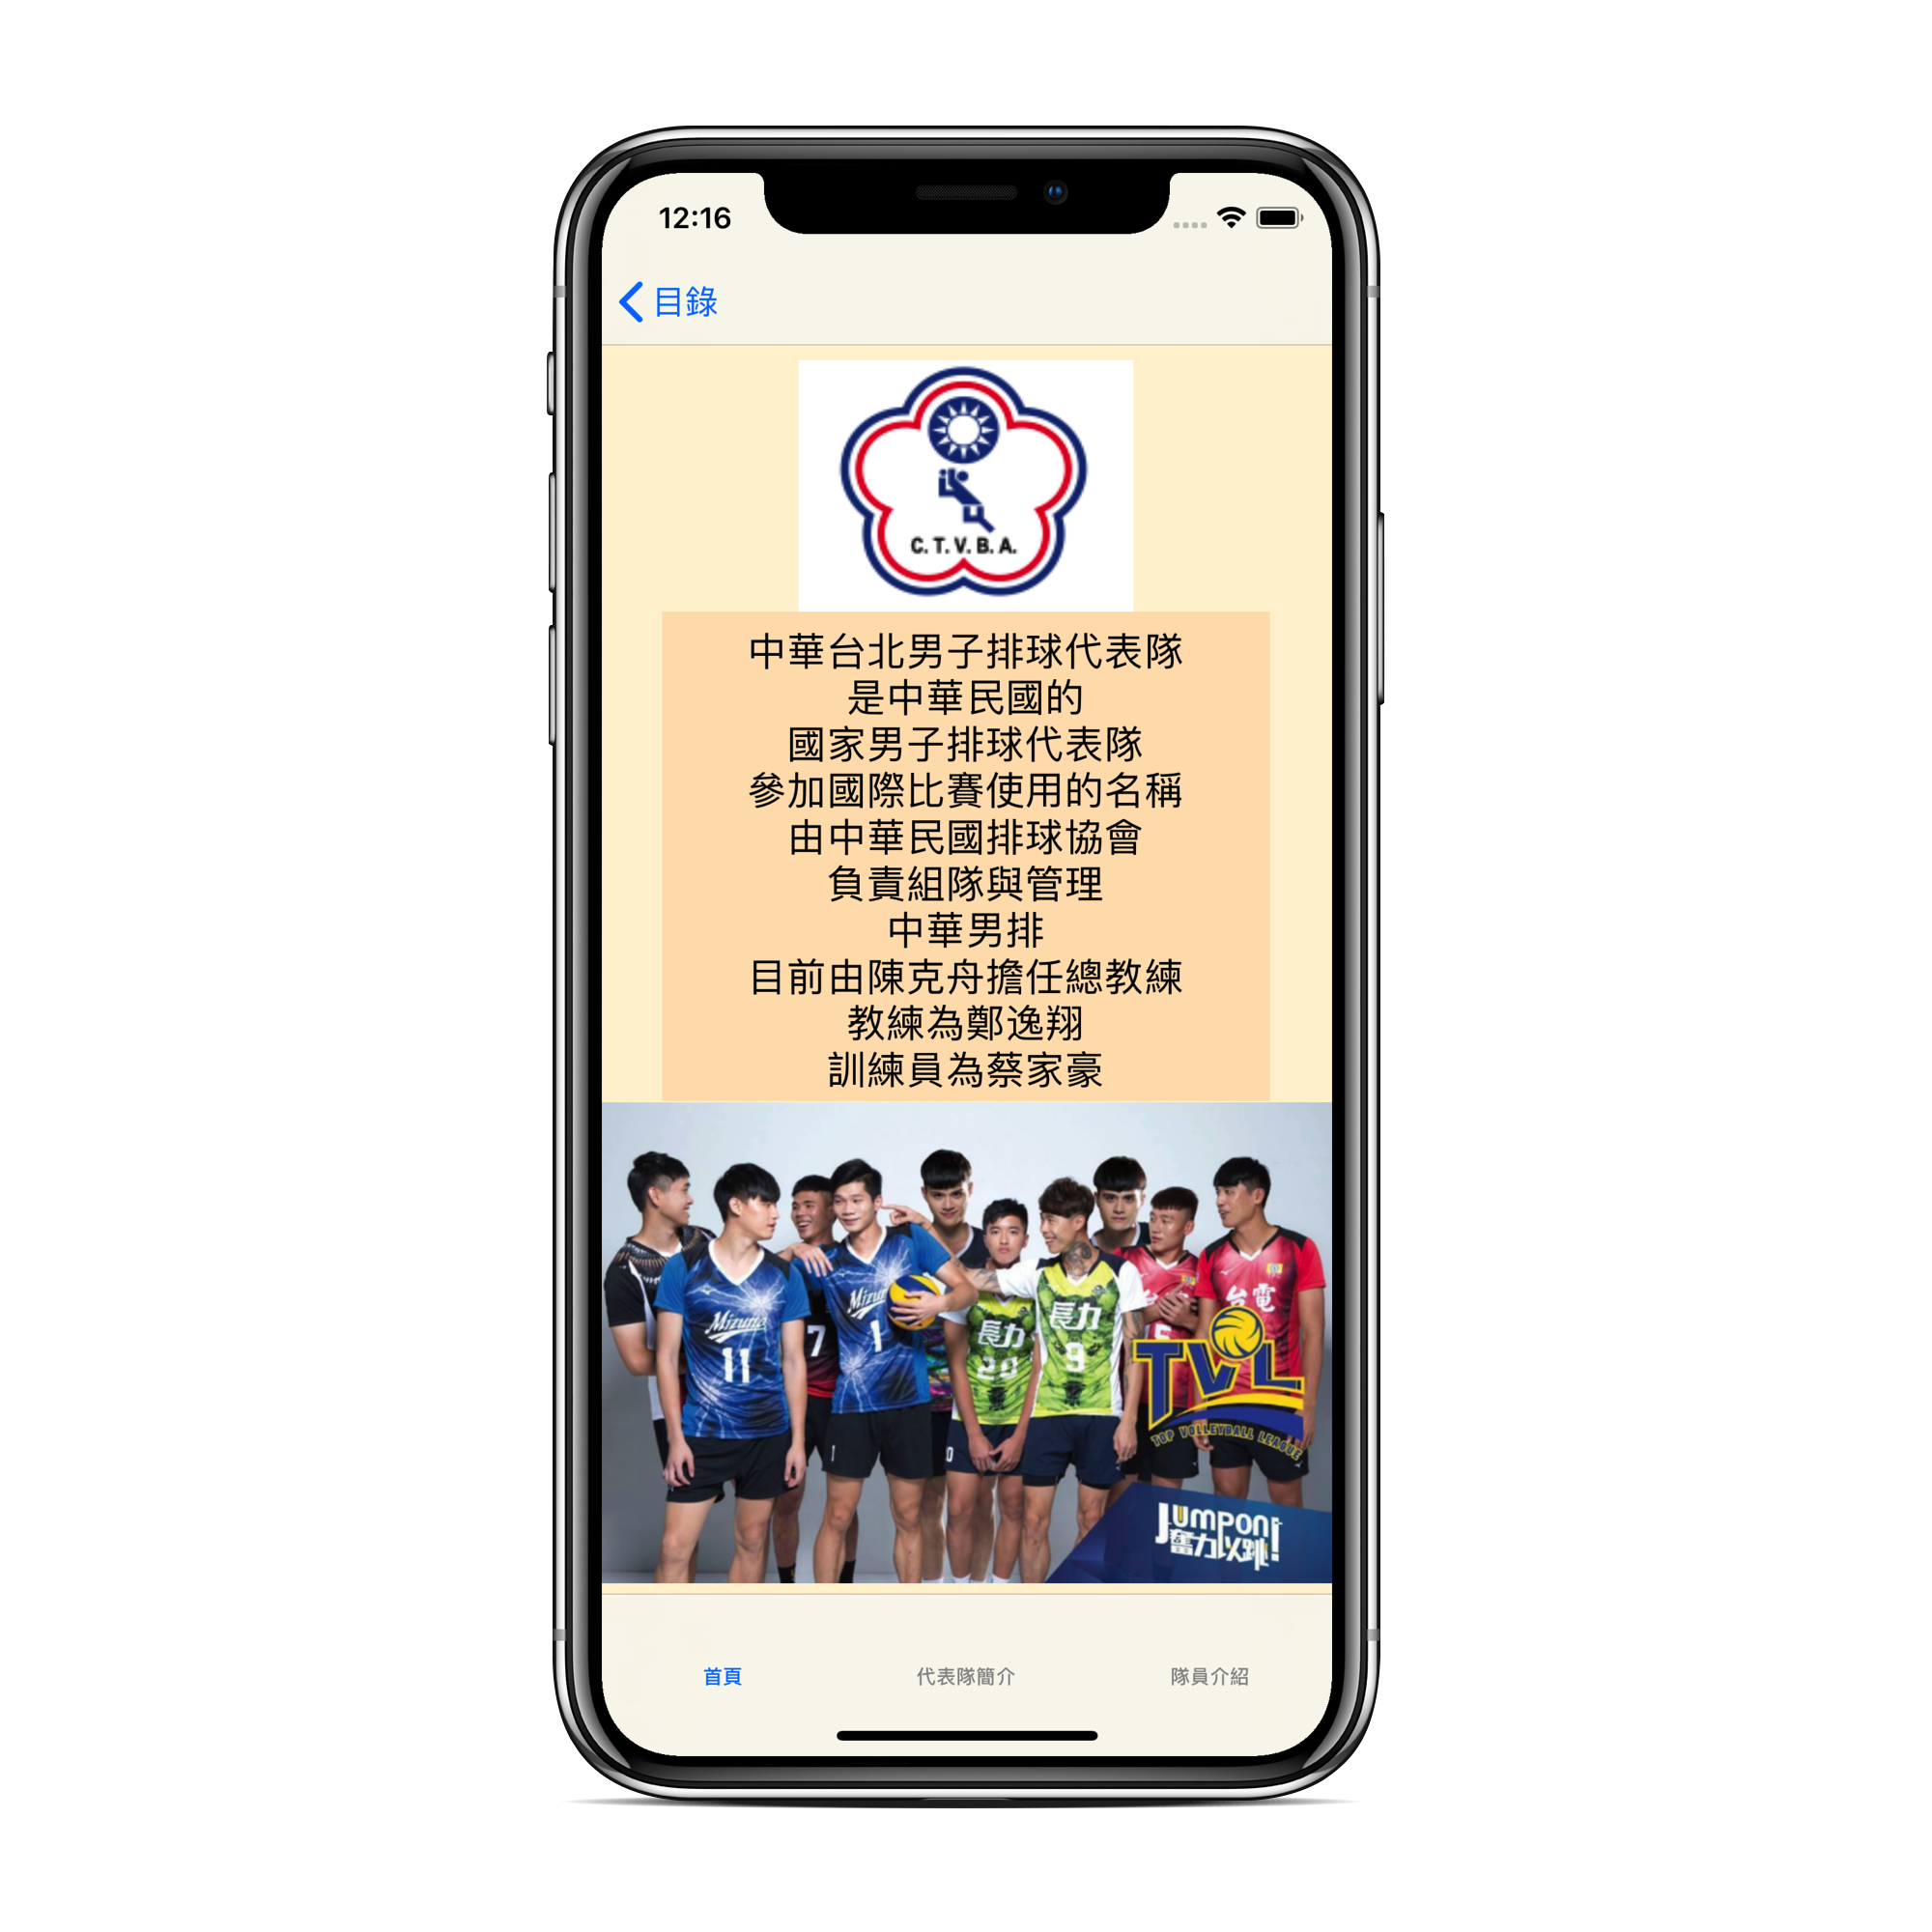 12:16
目錄
C. T. V. B. A.
中華台北男子排球代表隊
是中華民國的
國家男子排球代表隊
參加國際比賽使用的名稱
由中華民國排球協會
負責組隊與管理
中華男排
目前由陳克舟擔任總教練
教練為鄭逸翔
訓練員為蔡家豪
Mizuno
11
7
Mizuno
1
1
長力
20
0
長力
9
台電
TVL
TOP VOLLEYBALL LEAGUE
JUMPON!
奮力以跳!
首頁
代表隊簡介
隊員介紹